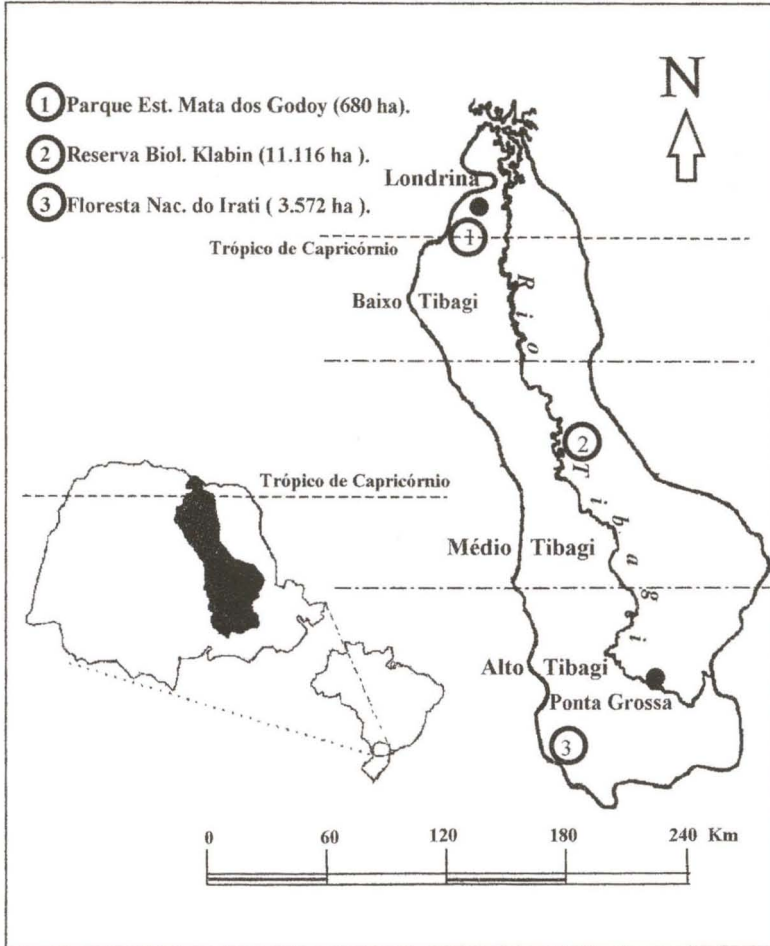 N
1 Parque Est. Mata dos Godoy (680 ha).
2 Reserva Biol. Klabin (11.116 ha ).
3 Floresta Nac. do Irati ( 3.572 ha ).
Londrina
1
Trópico de Capricórnio
Baixo Tibagi
Rio Tibagi
2
Trópico de Capricórnio
Médio Tibagi
Alto Tibagi
Ponta Grossa
3
0 60 120 180 240 Km